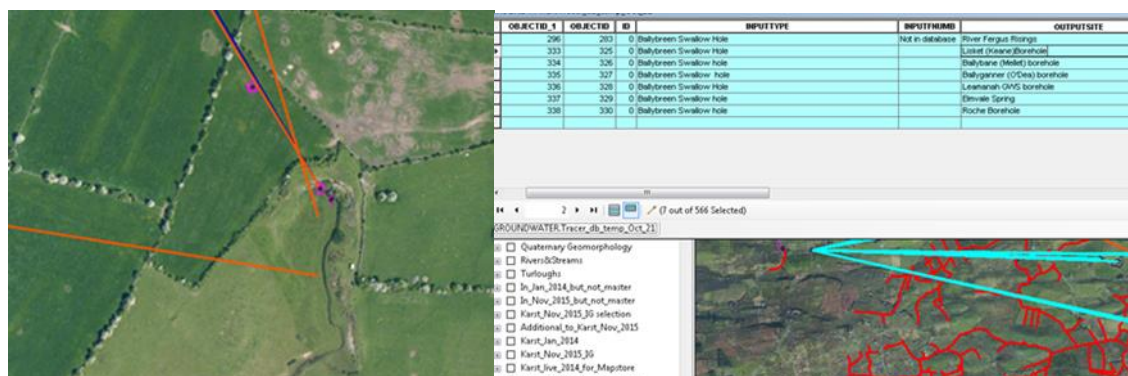 OBJECTID_1 OBJECTID ID INPUTTYPE INPUTFNUMB OUTPUTSITE
296 283 0 Ballybreen Swallow Hole Not in database River Fergus Risings
333 325 0 Ballybreen Swallow Hole Lisket (Keane)Borehole
334 326 0 Ballybreen Swallow hole Ballybane (Mellet) borehole
335 327 0 Ballybreen Swallow hole Ballyganner (O'Dea) borehole
336 328 0 Ballybreen Swallow hole Leamanah GWS borehole
337 329 0 Ballybreen Swallow hole Elmvale Spring
338 330 0 Ballybreen Swallow hole Roche Borehole
2 (7 out of 566 Selected)
GROUNDWATER.Tracer_db_temp_Oct_21
Quaternary Geomorphology
Rivers&Streams
Turloughs
In_Jan_2014_but_not_master
In_Nov_2015_but_not_master
Karst_Nov_2015_IG selection
Additional_to_Karst_Nov_2015
Karst_Jan_2014
Karst_Nov_2015_IG
Karst_live_2014_for_Mapstore